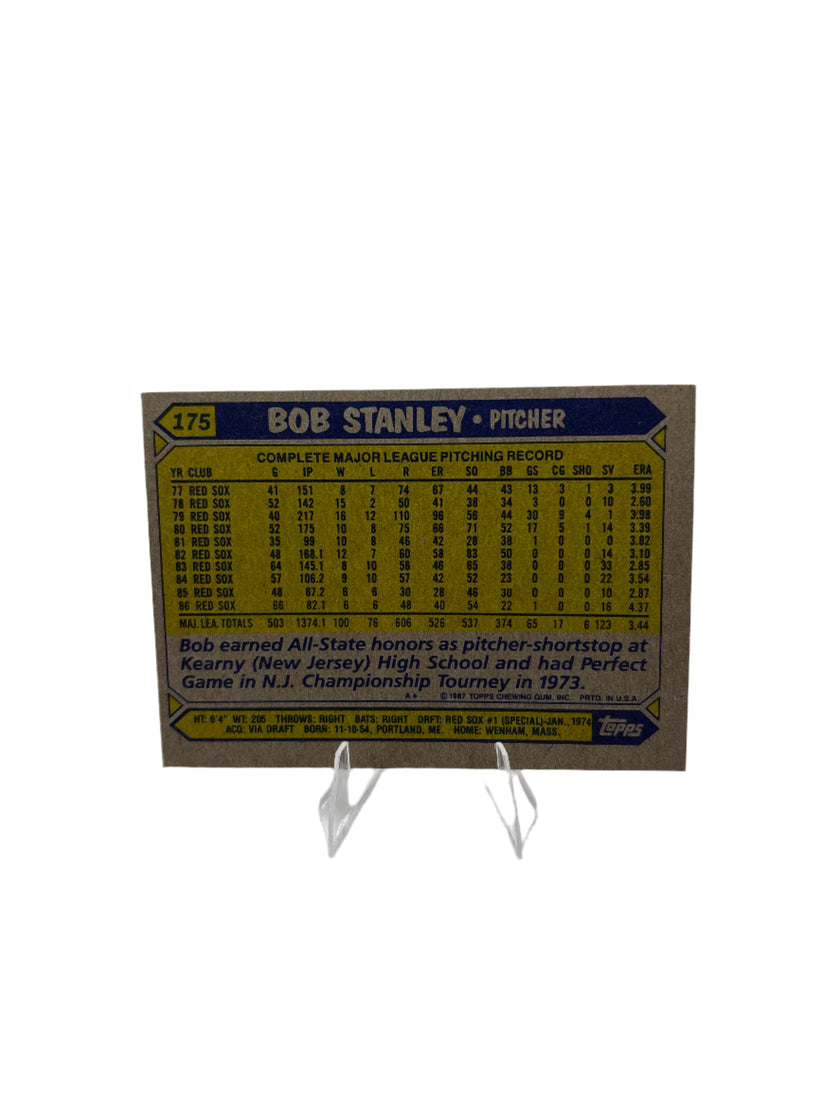 175 BOB STANLEY • PITCHER
COMPLETE MAJOR LEAGUE PITCHING RECORD
YR CLUB G IP W L R ER SO BB GS CG SHO SV ERA
77 RED SOX 41 151 8 7 74 67 44 43 13 3 1 3 3.99
78 RED SOX 52 142 15 2 50 41 38 34 3 0 0 10 2.60
79 RED SOX 40 217 16 12 110 96 56 44 30 9 4 1 3.98
80 RED SOX 52 175 10 8 75 66 71 52 17 5 1 14 3.39
81 RED SOX 35 99 10 8 46 42 28 38 1 0 0 0 3.82
82 RED SOX 48 168.1 12 7 60 58 83 50 0 0 0 14 3.10
83 RED SOX 64 145.1 8 10 56 46 65 38 0 0 0 33 2.85
84 RED SOX 57 106.2 9 10 57 42 52 23 0 0 0 22 3.54
85 RED SOX 48 87.2 6 6 30 28 46 30 0 0 0 10 2.87
86 RED SOX 66 82.1 6 6 48 40 54 22 1 0 0 16 4.37
MAJ. LEA. TOTALS 503 1374.1 100 76 606 526 537 374 65 17 6 123 3.44
Bob earned All-State honors as pitcher-shortstop at
Kearny (New Jersey) High School and had Perfect
Game in N.J. Championship Tourney in 1973.
A* © 1987 TOPPS CHEWING GUM, INC. PRTD. IN U.S.A.
HT: 6'4" WT: 205 THROWS: RIGHT BATS: RIGHT DRFT: RED SOX #1 (SPECIAL)-JAN., 1974
ACQ: VIA DRAFT BORN: 11-10-54, PORTLAND, ME. HOME: WENHAM, MASS.
topps